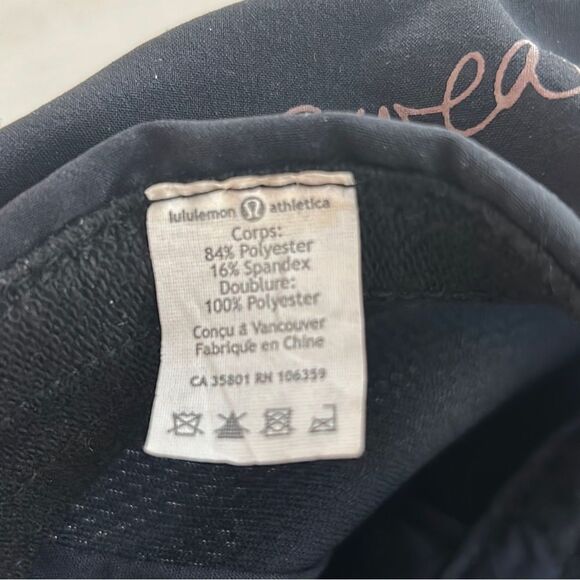 lululemon athletica
Corps:
84% Polyester
16% Spandex
Doublure:
100% Polyester
Conçu à Vancouver
Fabriqué en Chine
CA 35801 RN 106359